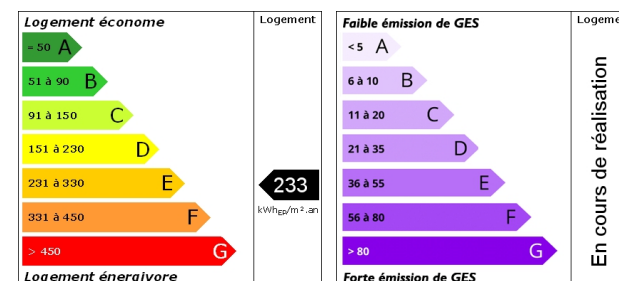 Logement économe
Logement
= 50 A
51 à 90 B
91 à 150 C
151 à 230 D
231 à 330 E
233
kWhEP/m².an
331 à 450 F
> 450 G
Logement énergivore
Faible émission de GES
Logeme
< 5 A
6 à 10 B
11 à 20 C
21 à 35 D
36 à 55 E
56 à 80 F
> 80 G
Forte émission de GES
En cours de réalisation